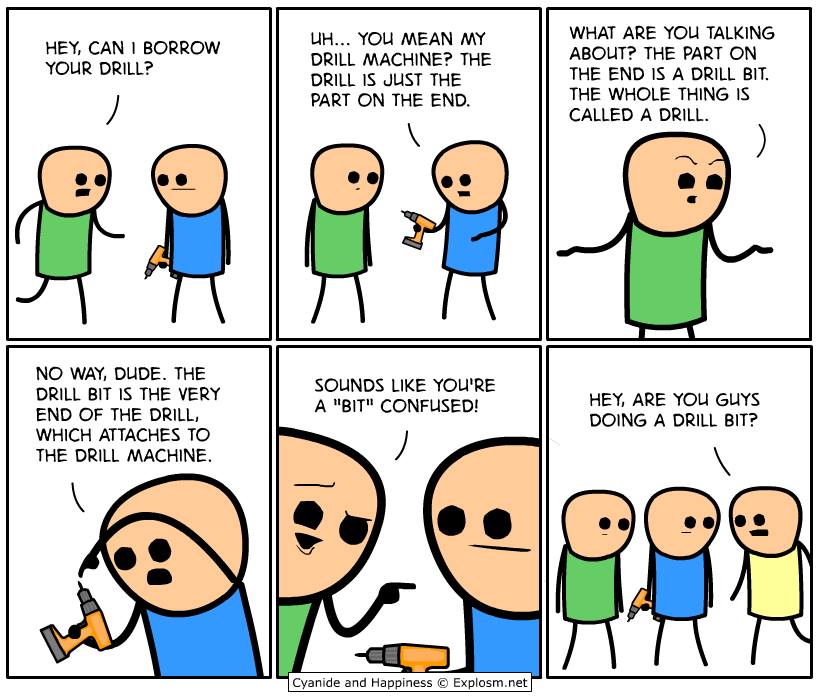 HEY, CAN I BORROW
YOUR DRILL?
UH... YOU MEAN MY
DRILL MACHINE? THE
DRILL IS JUST THE
PART ON THE END.
WHAT ARE YOU TALKING
ABOUT? THE PART ON
THE END IS A DRILL BIT.
THE WHOLE THING IS
CALLED A DRILL.
NO WAY, DUDE. THE
DRILL BIT IS THE VERY
END OF THE DRILL,
WHICH ATTACHES TO
THE DRILL MACHINE.
SOUNDS LIKE YOU'RE
A "BIT" CONFUSED!
HEY, ARE YOU GUYS
DOING A DRILL BIT?
Cyanide and Happiness © Explosm.net